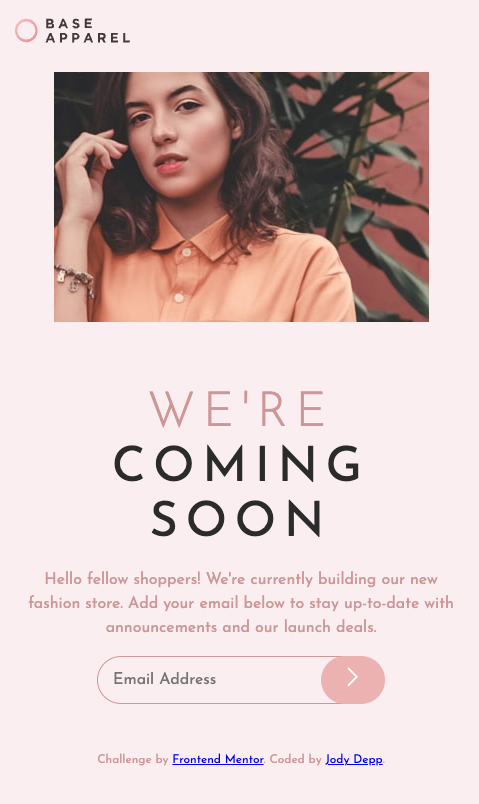 BASE
APPAREL
WE'RE
COMING
SOON
Hello fellow shoppers! We're currently building our new
fashion store. Add your email below to stay up-to-date with
announcements and our launch deals.
Email Address
Challenge by Frontend Mentor. Coded by Jody Depp.